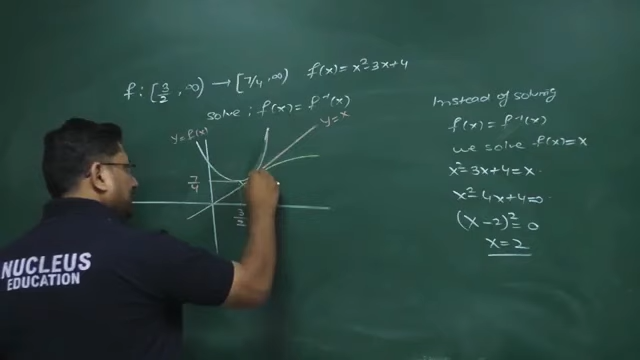 f : [3/2, ∞) → [7/4, ∞) f(x) = x²-3x+4
solve : f(x) = f⁻¹(x)
y=f(x)
y=x
7/4
3/2
Instead of solving
f(x) = f⁻¹(x)
we solve f(x) = x
x²-3x+4 = x
x²-4x+4=0
(x-2)²=0
x=2
NUCLEUS
EDUCATION